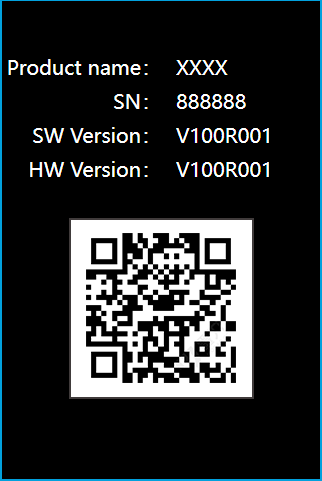 Product name： XXXX
SN： 888888
SW Version： V100R001
HW Version： V100R001